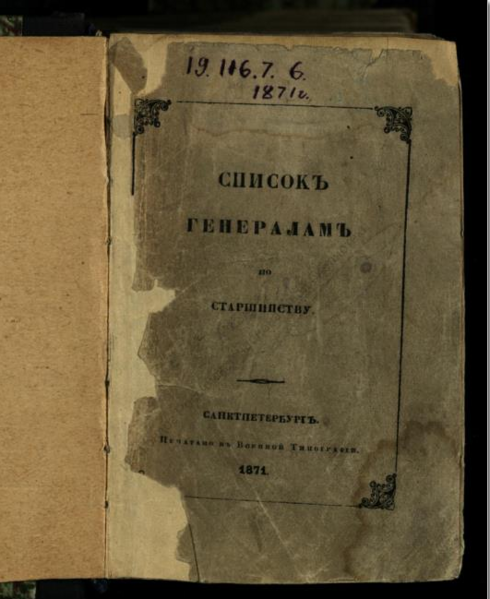 19. 116. 7. 6.
1871г.
СПИСОКЪ
ГЕНЕРАЛАМЪ
ПО
СТАРШИНСТВУ.
САНКТПЕТЕРБУРГЪ.
Печатано въ Военной Типографіи.
1871.